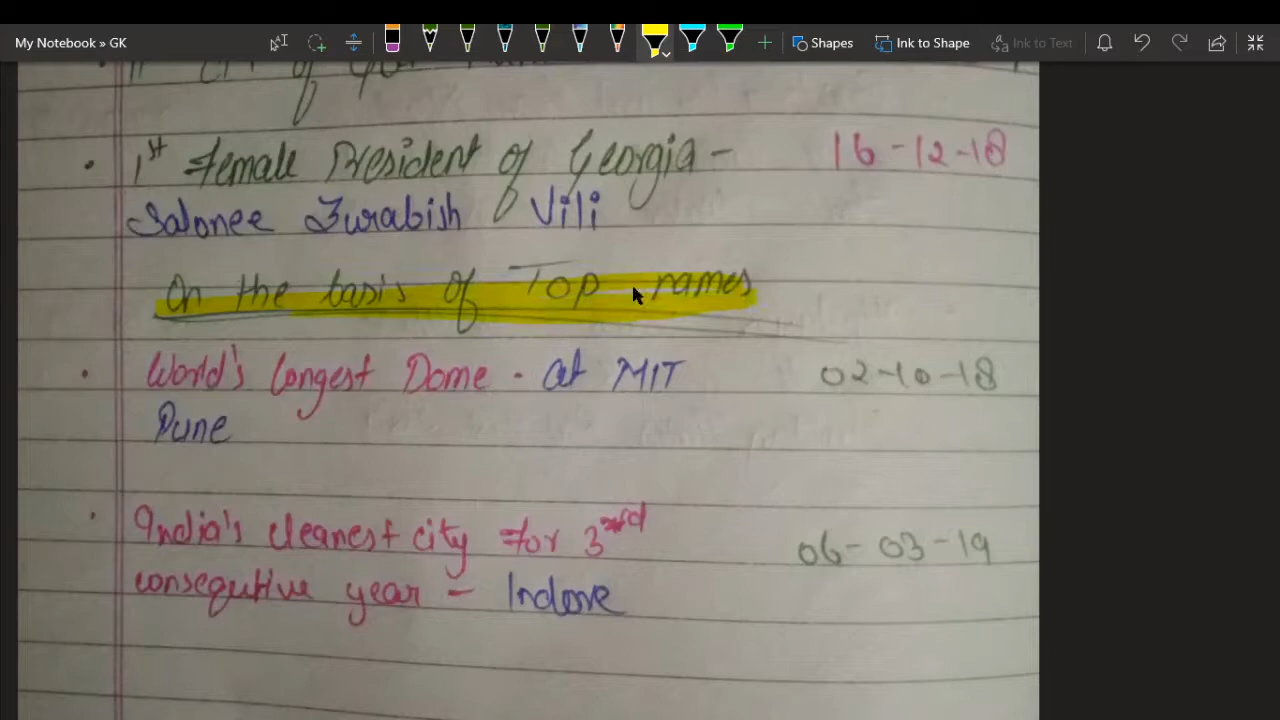 My Notebook » GK
Shapes
Ink to Shape
Ink to Text
of
• 1st Female President of Georgia - 16-12-18
Salonee Zurabish Vili
On the basis of Top names
• World's Longest Dome - at MIT 02-10-18
Pune
• India's cleanest city for 3rd 06-03-19
consequtive year - Indore